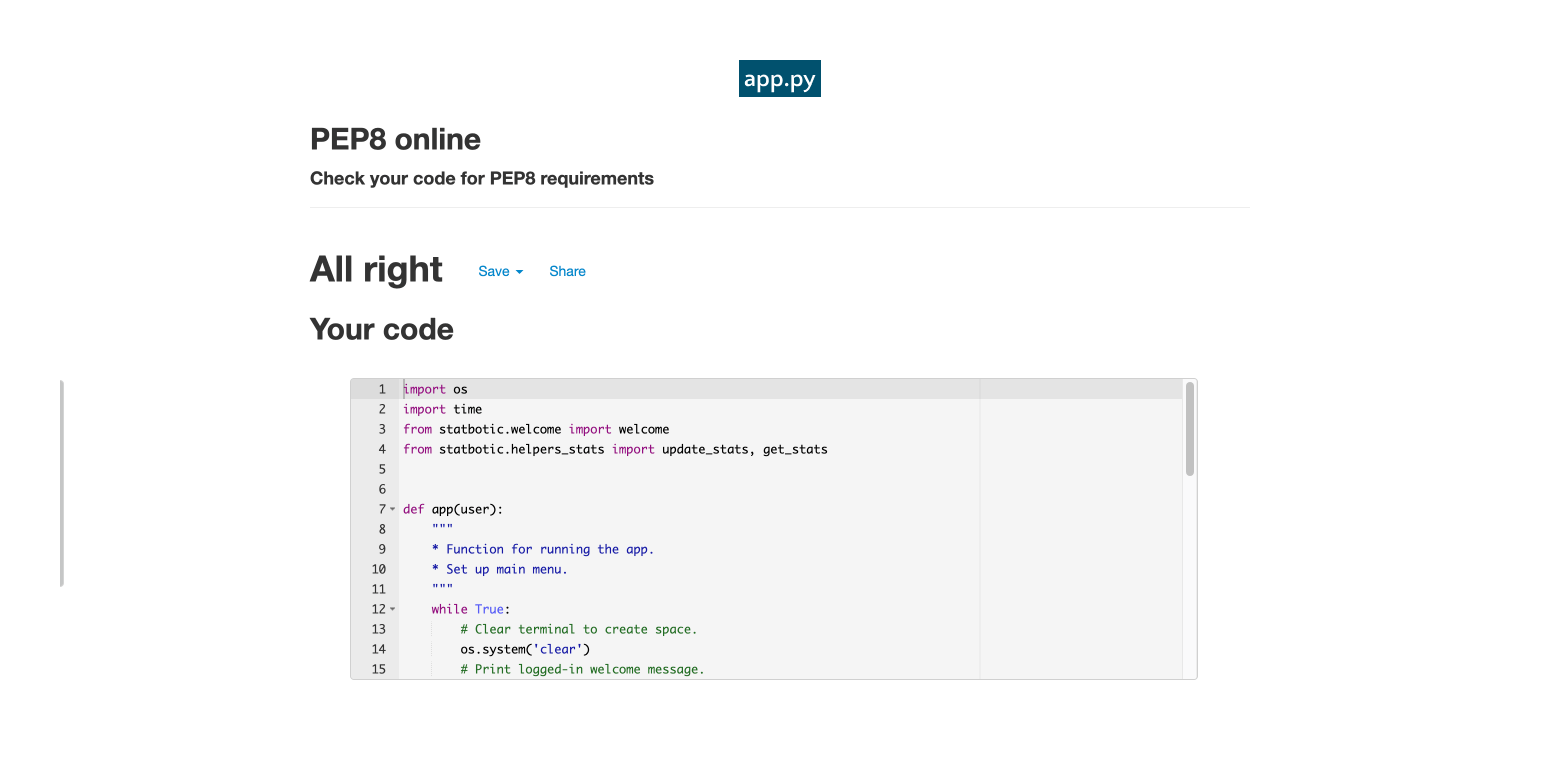 app.py
PEP8 online
Check your code for PEP8 requirements
All right Save Share
Your code
1 import os
2 import time
3 from statbotic.welcome import welcome
4 from statbotic.helpers_stats import update_stats, get_stats
5
6
7 def app(user):
8     """
9     * Function for running the app.
10     * Set up main menu.
11     """
12     while True:
13         # Clear terminal to create space.
14         os.system('clear')
15         # Print logged-in welcome message.